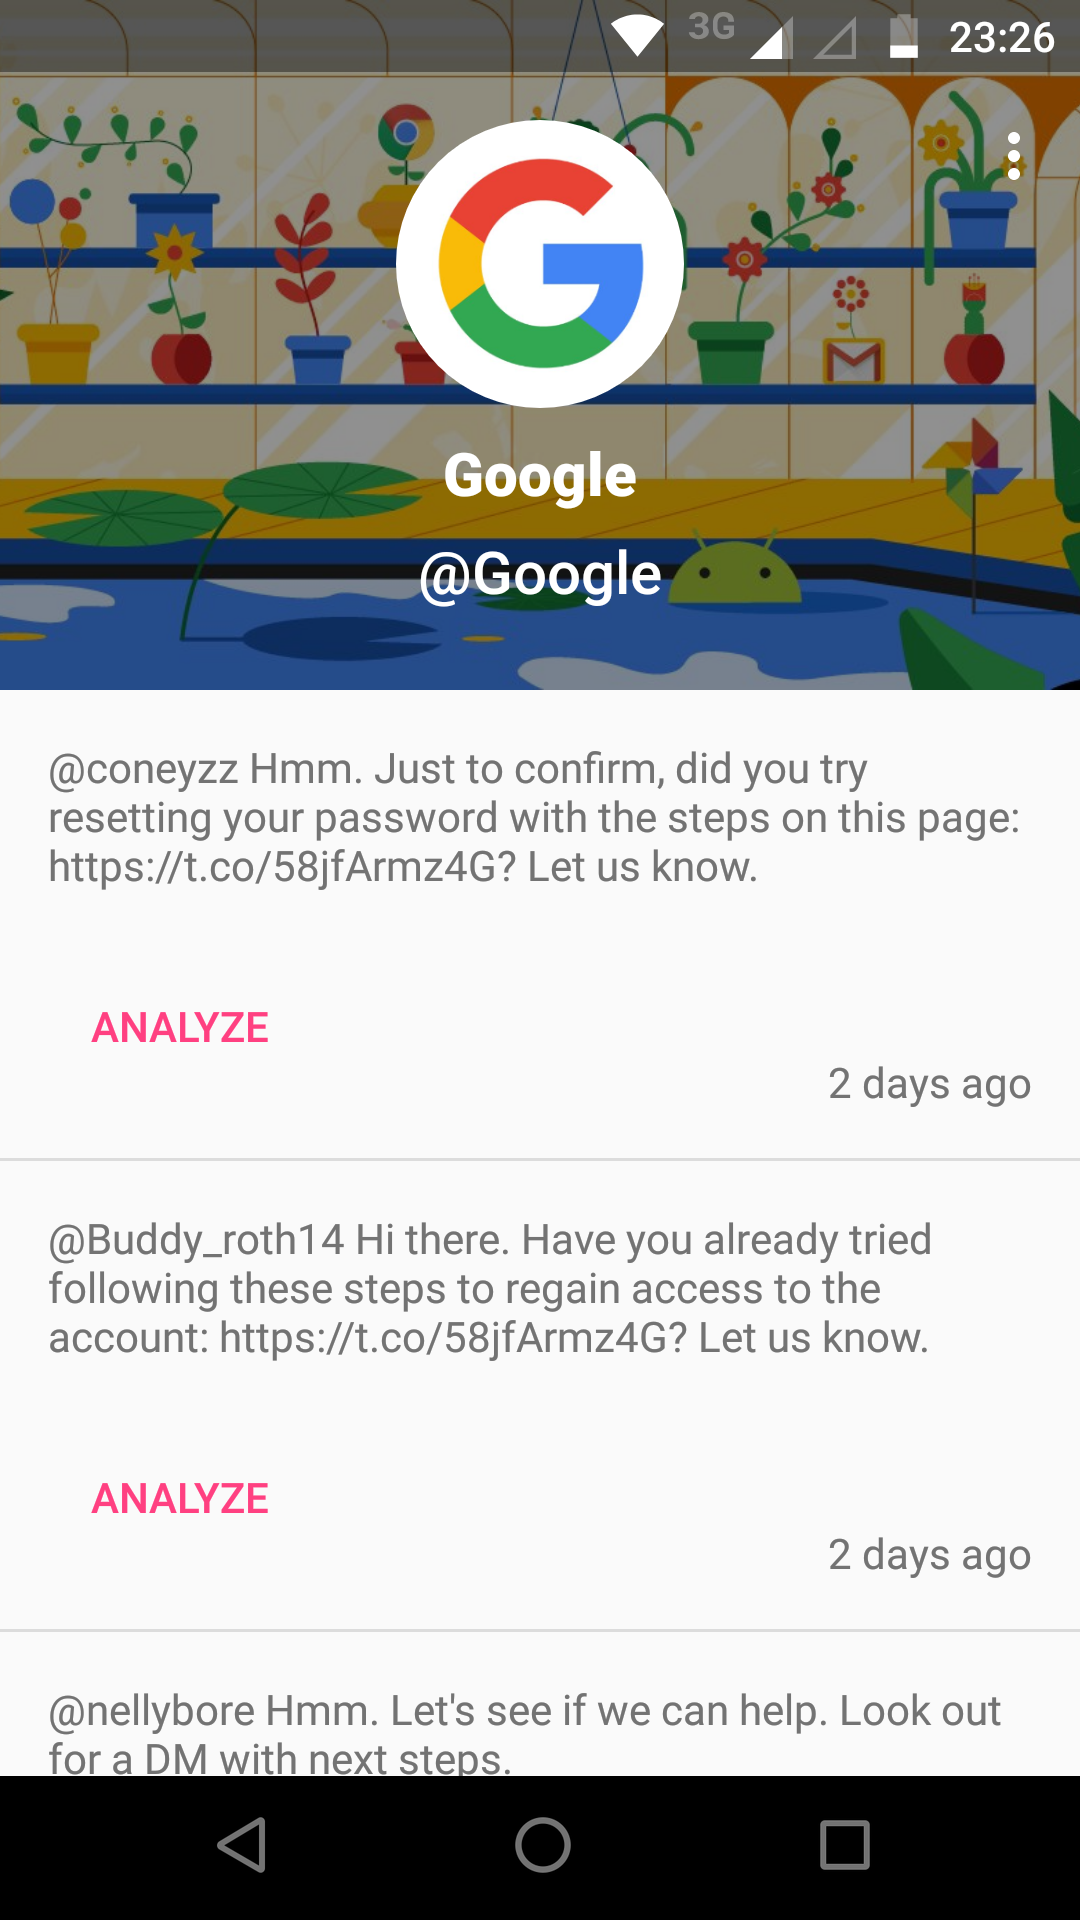 3G 23:26
Google
@Google
@coneyzz Hmm. Just to confirm, did you try
resetting your password with the steps on this page:
https://t.co/58jfArmz4G? Let us know.
ANALYZE
2 days ago
@Buddy_roth14 Hi there. Have you already tried
following these steps to regain access to the
account: https://t.co/58jfArmz4G? Let us know.
ANALYZE
2 days ago
@nellybore Hmm. Let's see if we can help. Look out
for a DM with next steps.